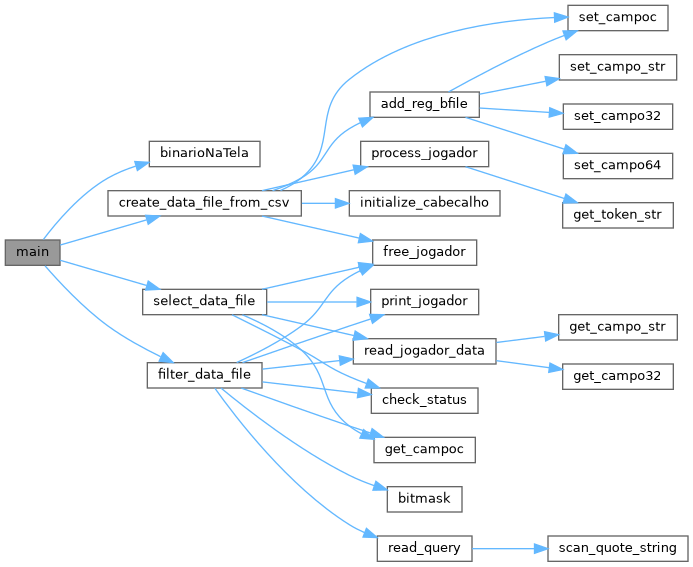 main
binarioNaTela
create_data_file_from_csv
select_data_file
filter_data_file
add_reg_bfile
process_jogador
initialize_cabecalho
free_jogador
print_jogador
read_jogador_data
check_status
get_campoc
bitmask
read_query
set_campoc
set_campo_str
set_campo32
set_campo64
get_token_str
get_campo_str
get_campo32
scan_quote_string